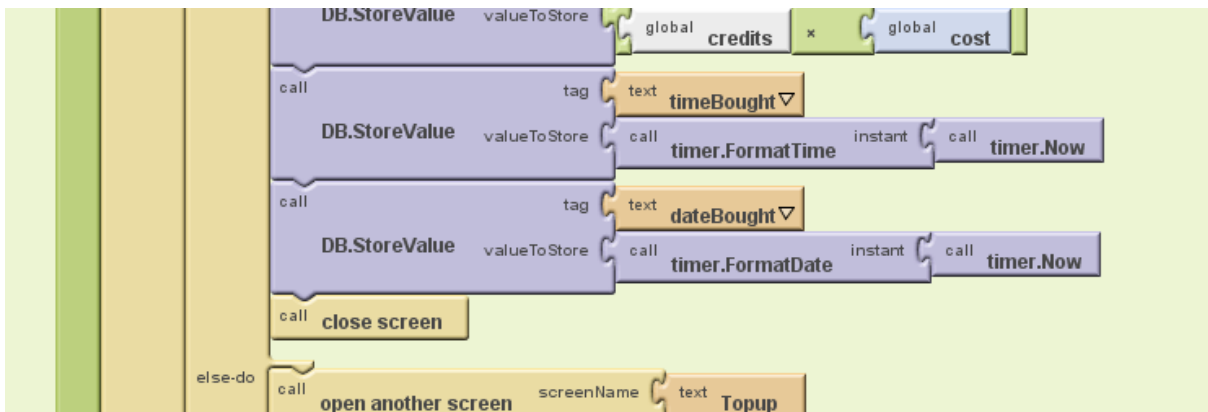 DB.StoreValue valueToStore global credits × global cost
call tag text timeBought
DB.StoreValue valueToStore call timer.FormatTime instant call timer.Now
call tag text dateBought
DB.StoreValue valueToStore call timer.FormatDate instant call timer.Now
call close screen
else-do call open another screen screenName text Topup